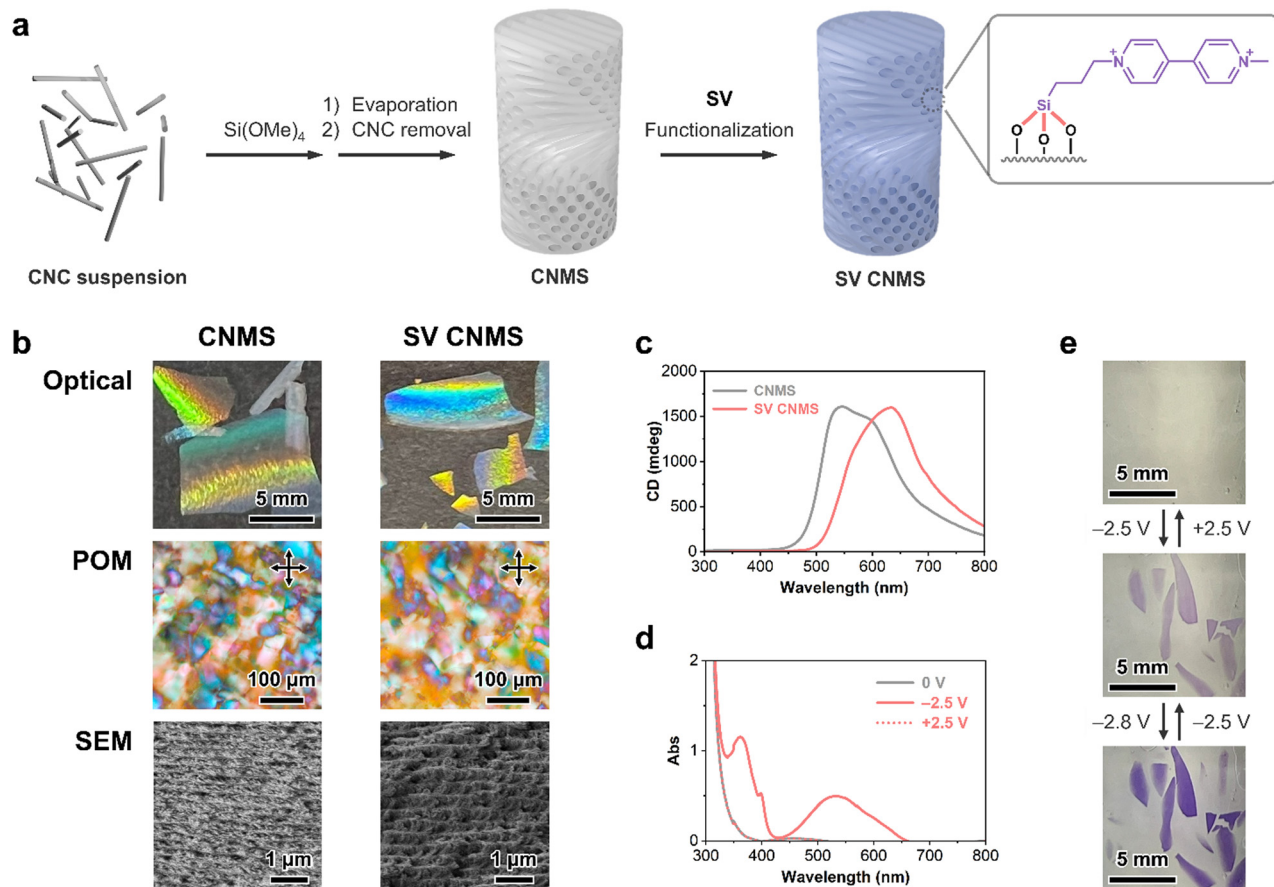 a
CNC suspension
Si(OMe)4
1) Evaporation
2) CNC removal
CNMS
SV
Functionalization
SV CNMS
N+
N+
Si
O
O
O
b
CNMS
SV CNMS
Optical
5 mm
5 mm
POM
100 µm
100 µm
SEM
1 µm
1 µm
c
CD (mdeg)
2000
1500
1000
500
0
CNMS
SV CNMS
300 400 500 600 700 800
Wavelength (nm)
d
Abs
2
1
0
0 V
–2.5 V
+2.5 V
300 400 500 600 700 800
Wavelength (nm)
e
5 mm
–2.5 V +2.5 V
5 mm
–2.8 V –2.5 V
5 mm